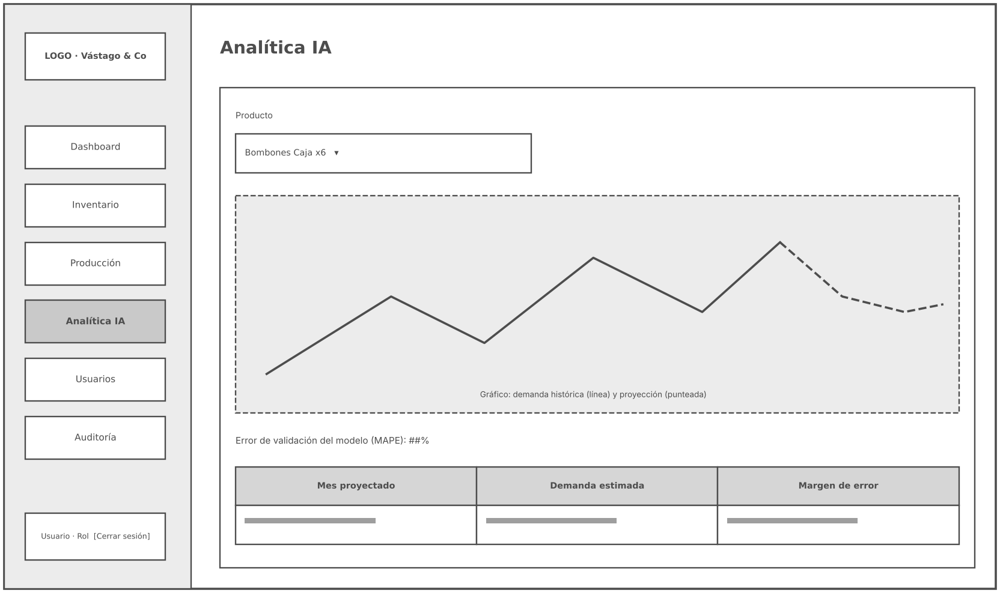 LOGO · Vástago & Co
Dashboard
Inventario
Producción
Analítica IA
Usuarios
Auditoría
Usuario · Rol [Cerrar sesión]
Analítica IA
Producto
Bombones Caja x6 ▾
Gráfico: demanda histórica (línea) y proyección (punteada)
Error de validación del modelo (MAPE): ##%
Mes proyectado
Demanda estimada
Margen de error